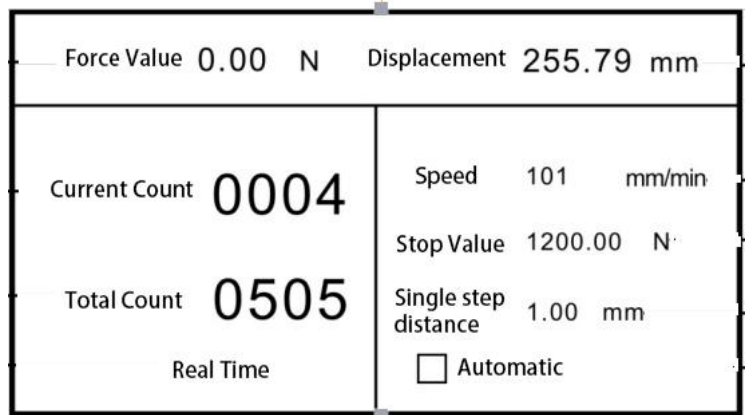 Force Value 0.00 N Displacement 255.79 mm
Current Count 0004
Total Count 0505
Real Time
Speed 101 mm/min
Stop Value 1200.00 N
Single step
distance 1.00 mm
Automatic